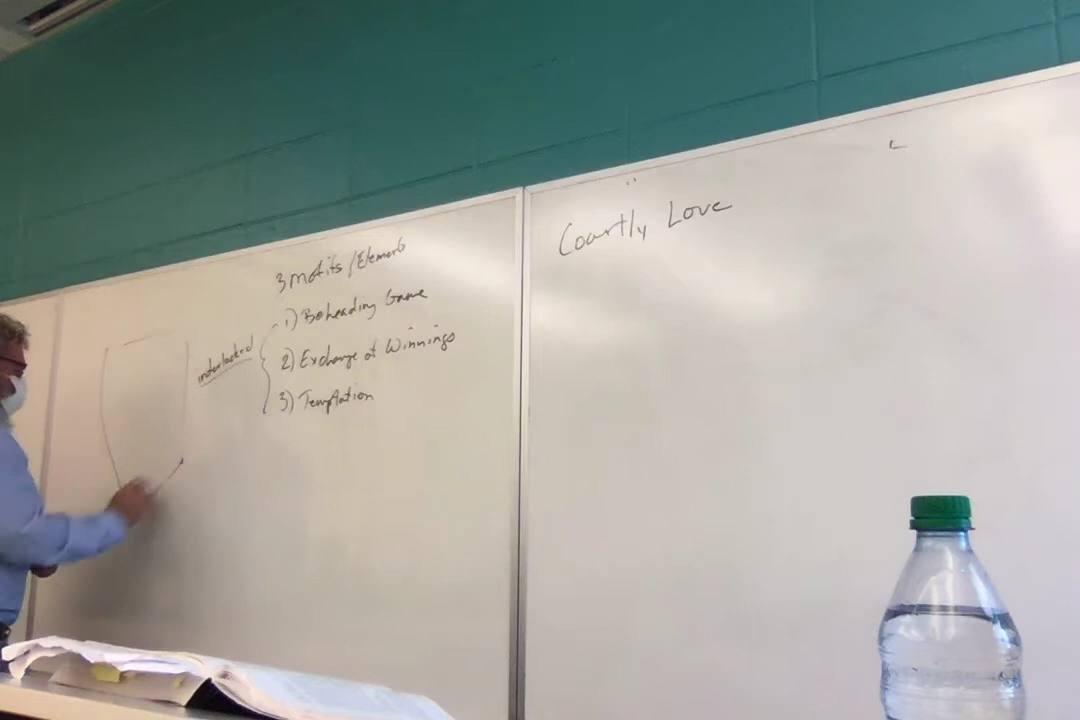 3 Motifs / Elements
1) Beheading Game
interlocked
2) Exchange of Winnings
3) Temptation
Courtly Love